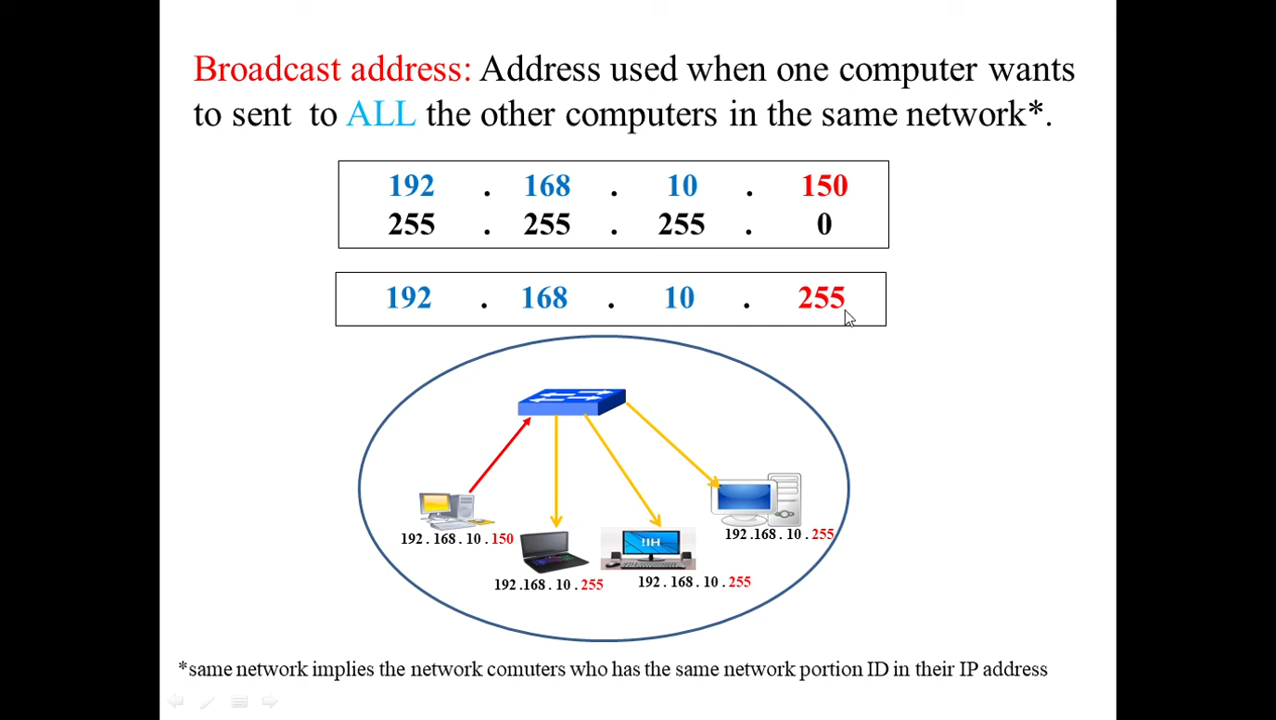 Broadcast address: Address used when one computer wants
to sent to ALL the other computers in the same network*.
192 . 168 . 10 . 150
255 . 255 . 255 . 0
192 . 168 . 10 . 255
192 . 168 . 10 . 150
192 .168 . 10 . 255
192 . 168 . 10 . 255
192 .168 . 10 . 255
*same network implies the network comuters who has the same network portion ID in their IP address